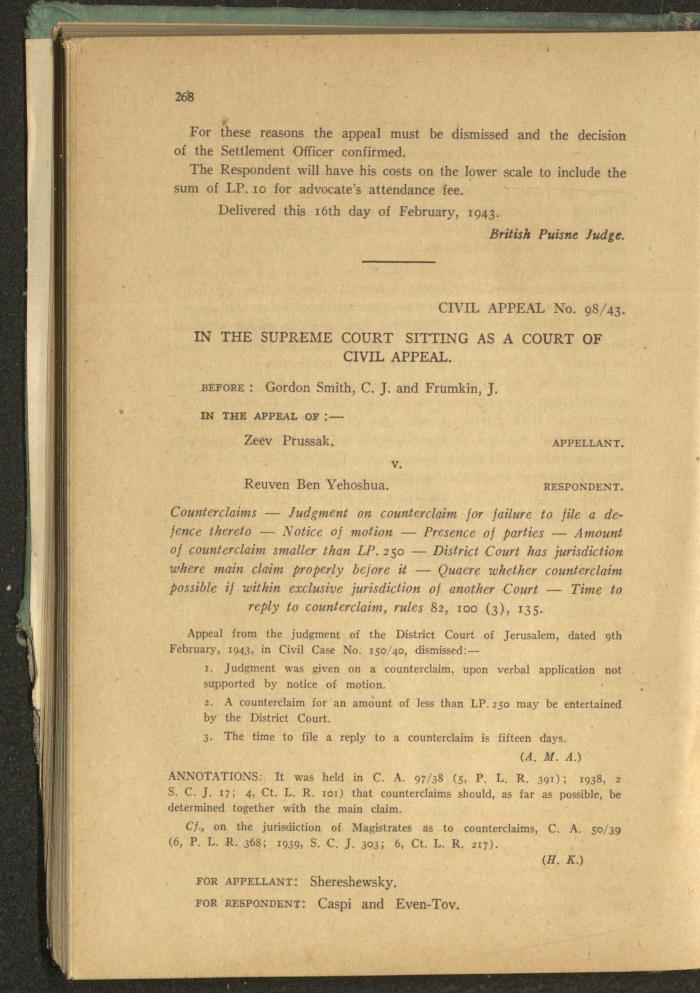 268
For these reasons the appeal must be dismissed and the decision
of the Settlement Officer confirmed.
The Respondent will have his costs on the lower scale to include the
sum of LP. 10 for advocate's attendance fee.
Delivered this 16th day of February, 1943.
British Puisne Judge.
CIVIL APPEAL No. 98/43.
IN THE SUPREME COURT SITTING AS A COURT OF
CIVIL APPEAL.
BEFORE : Gordon Smith, C. J. and Frumkin, J.
IN THE APPEAL OF :—
Zeev Prussak. APPELLANT.
v.
Reuven Ben Yehoshua. RESPONDENT.
Counterclaims — Judgment on counterclaim for failure to file a de-
fence thereto — Notice of motion — Presence of parties — Amount
of counterclaim smaller than LP. 250 — District Court has jurisdiction
where main claim properly before it — Quaere whether counterclaim
possible if within exclusive jurisdiction of another Court — Time to
reply to counterclaim, rules 82, 100 (3), 135.
Appeal from the judgment of the District Court of Jerusalem, dated 9th
February, 1943, in Civil Case No. 150/40, dismissed:—
1. Judgment was given on a counterclaim, upon verbal application not
supported by notice of motion.
2. A counterclaim for an amount of less than LP. 250 may be entertained
by the District Court.
3. The time to file a reply to a counterclaim is fifteen days.
(A. M. A.)
ANNOTATIONS: It was held in C. A. 97/38 (5, P. L. R. 391); 1938, 2
S. C. J. 17; 4, Ct. L. R. 101) that counterclaims should, as far as possible, be
determined together with the main claim.
Cf., on the jurisdiction of Magistrates as to counterclaims, C. A. 50/39
(6, P. L. R. 368; 1939, S. C. J. 303; 6, Ct. L. R. 217).
(H. K.)
FOR APPELLANT: Shereshewsky.
FOR RESPONDENT: Caspi and Even-Tov.